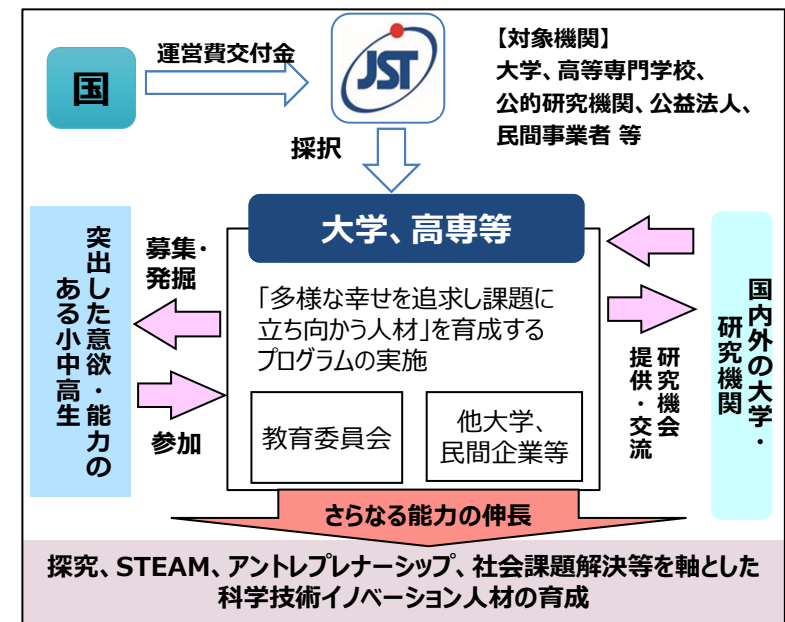 国
運営費交付金
JST
【対象機関】
大学、高等専門学校、
公的研究機関、公益法人、
民間事業者 等
採択
大学、高専等
突出した意欲・能力の
ある小中高生
募集・
発掘
参加
「多様な幸せを追求し課題に
立ち向かう人材」を育成する
プログラムの実施
教育委員会
他大学、
民間企業等
研究機会
提供・交流
国内外の大学・
研究機関
さらなる能力の伸長
探究、STEAM、アントレプレナーシップ、社会課題解決等を軸とした
科学技術イノベーション人材の育成